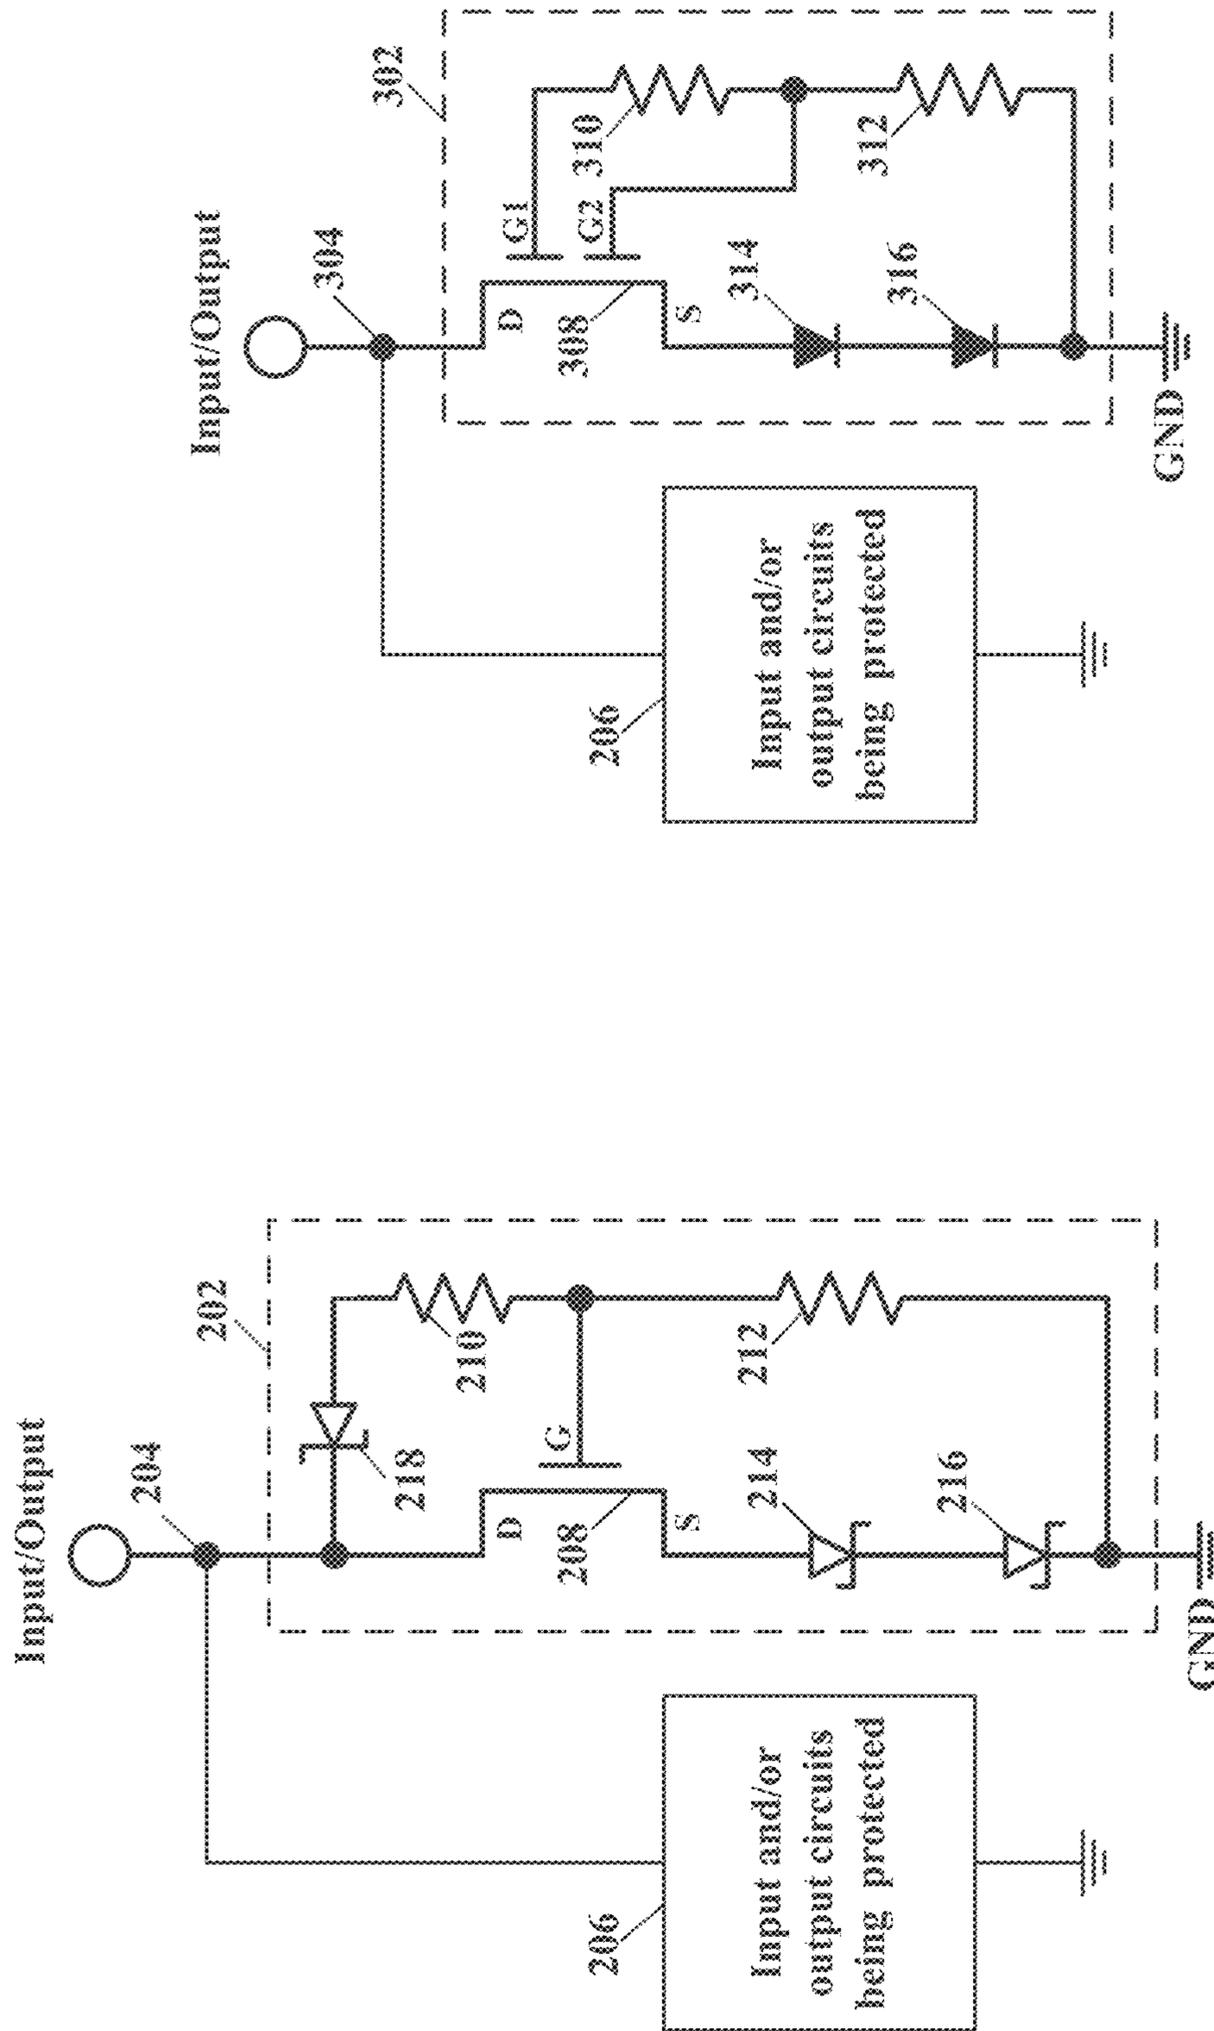 Input/Output
204
202
218
210
D
G
208
S
212
214
216
206
Input and/or
output circuits
being protected
GND
Input/Output
304
302
G1
G2
D
308
S
310
312
314
316
206
Input and/or
output circuits
being protected
GND